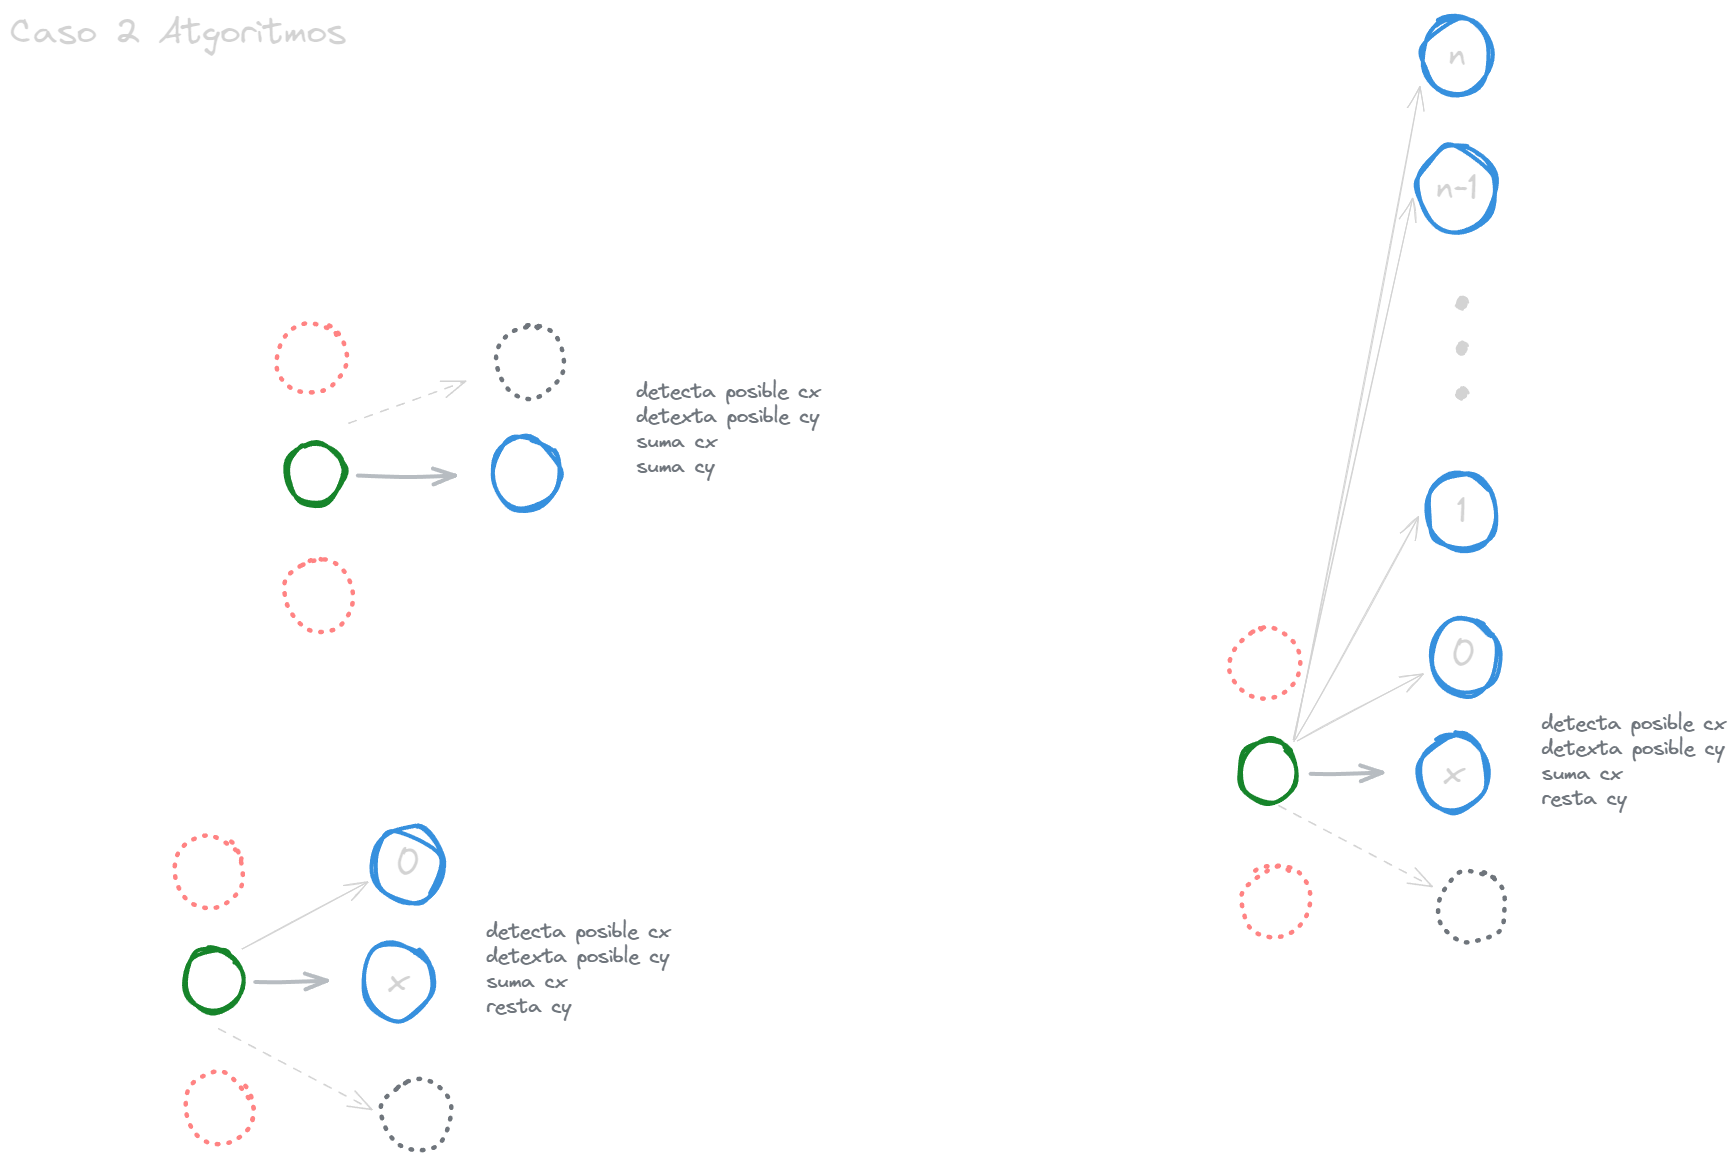 Caso 2 Atgoritmos
detecta posible cx
detexta posible cy
suma cx
suma cy
0
x
detecta posible cx
detexta posible cy
suma cx
resta cy
n
n-1
1
0
x
detecta posible cx
detexta posible cy
suma cx
resta cy